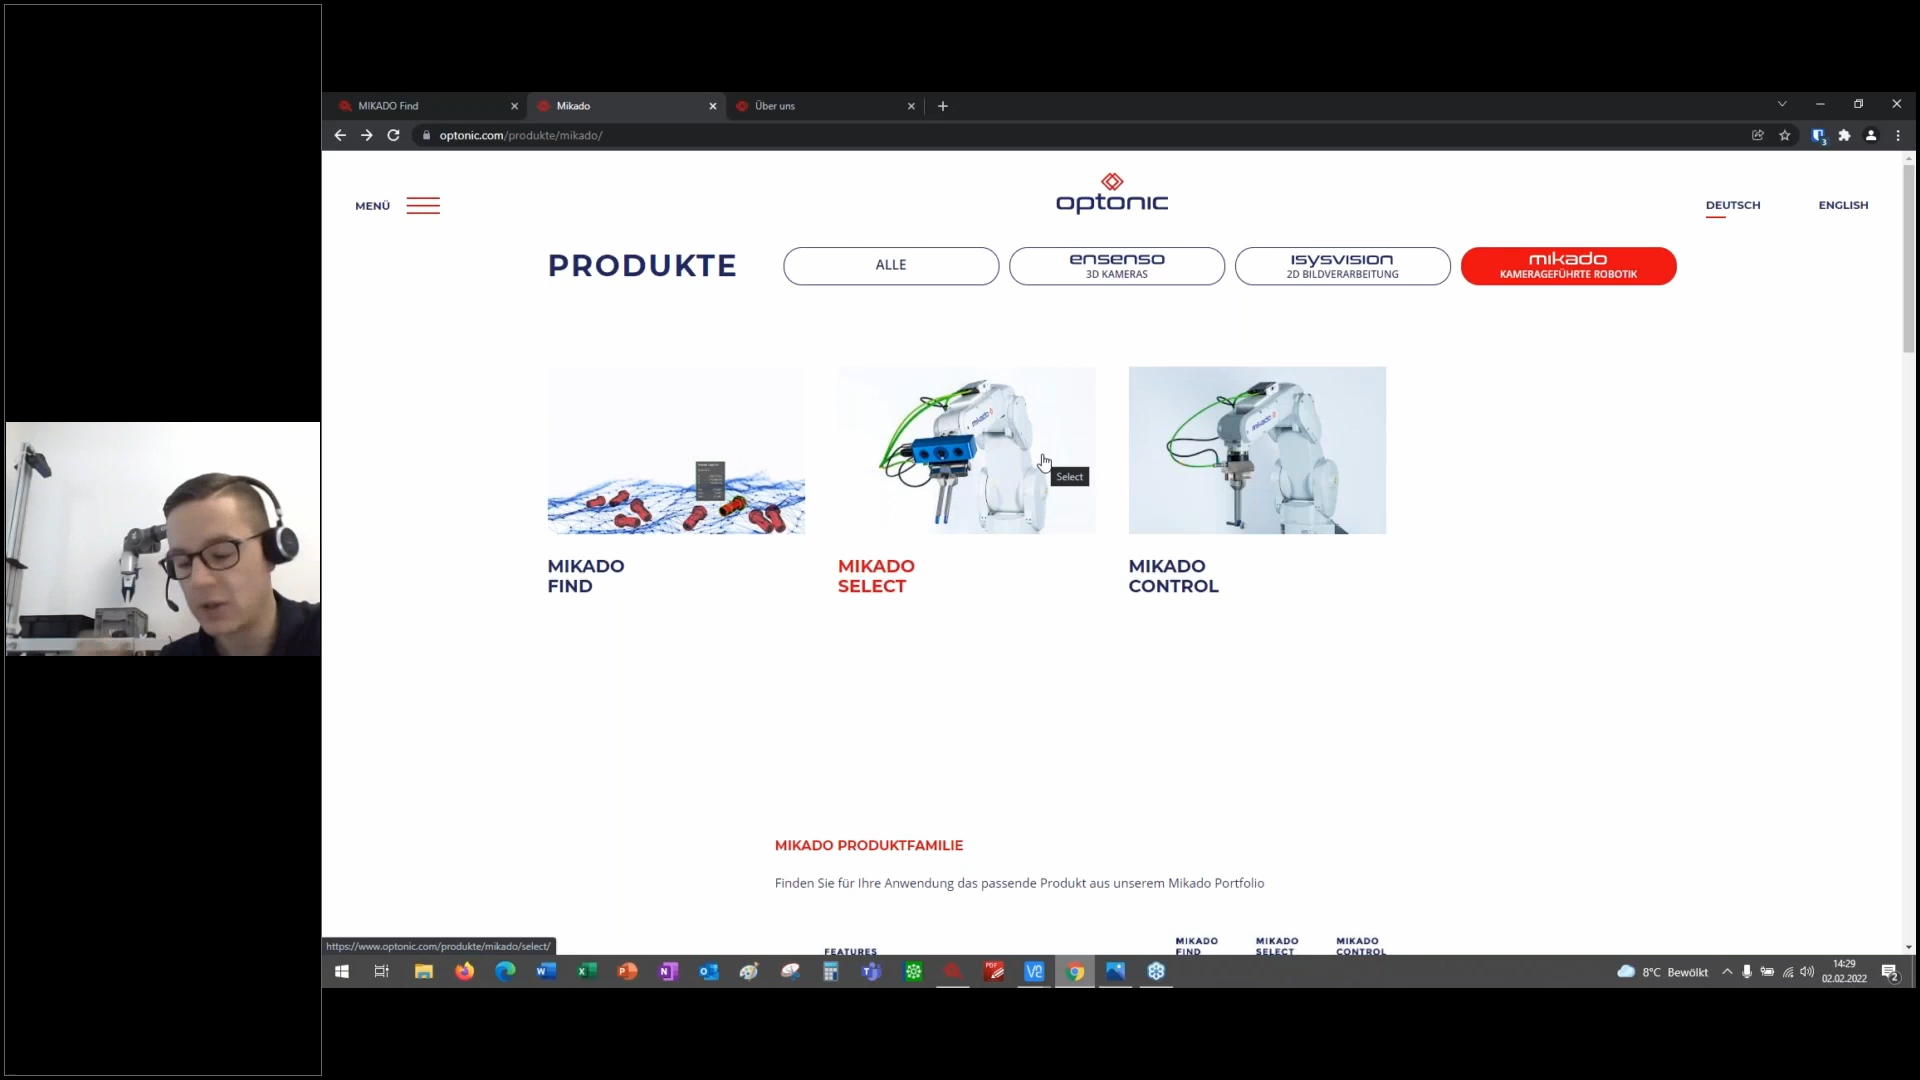 MIKADO Find
Mikado
Über uns
optonic.com/produkte/mikado/
MENÜ
optonic
DEUTSCH
ENGLISH
PRODUKTE
ALLE
ensenso
3D KAMERAS
ISYSVISION
2D BILDVERARBEITUNG
mikado
KAMERAGEFÜHRTE ROBOTIK
mikado
mikado
Select
MIKADO
FIND
MIKADO
SELECT
MIKADO
CONTROL
MIKADO PRODUKTFAMILIE
Finden Sie für Ihre Anwendung das passende Produkt aus unserem Mikado Portfolio
FEATURES
MIKADO
FIND
MIKADO
SELECT
MIKADO
CONTROL
https://www.optonic.com/produkte/mikado/select/
8°C Bewölkt
14:29
02.02.2022
2